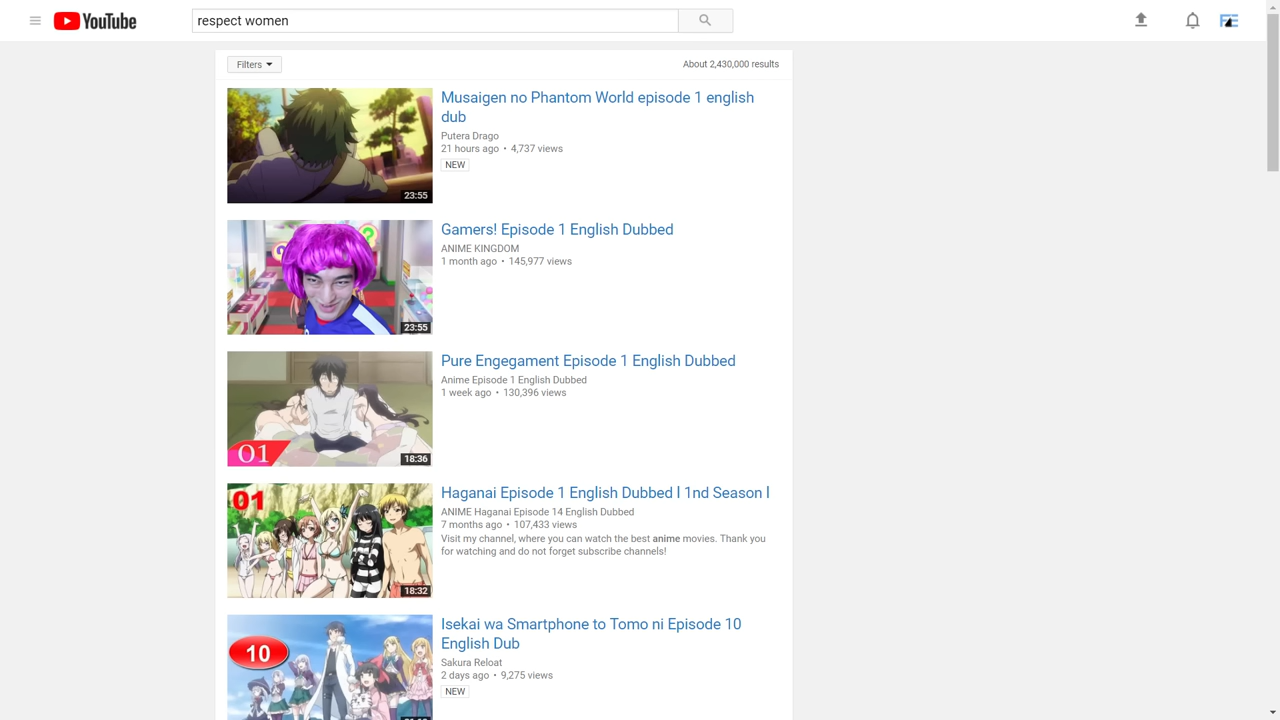 YouTube
respect women
Filters
About 2,430,000 results
23:55
Musaigen no Phantom World episode 1 english
dub
Putera Drago
21 hours ago • 4,737 views
NEW
23:55
Gamers! Episode 1 English Dubbed
ANIME KINGDOM
1 month ago • 145,977 views
01
18:36
Pure Engegament Episode 1 English Dubbed
Anime Episode 1 English Dubbed
1 week ago • 130,396 views
01
18:32
Haganai Episode 1 English Dubbed l 1nd Season l
ANIME Haganai Episode 14 English Dubbed
7 months ago • 107,433 views
Visit my channel, where you can watch the best anime movies. Thank you
for watching and do not forget subscribe channels!
10
Isekai wa Smartphone to Tomo ni Episode 10
English Dub
Sakura Reloat
2 days ago • 9,275 views
NEW